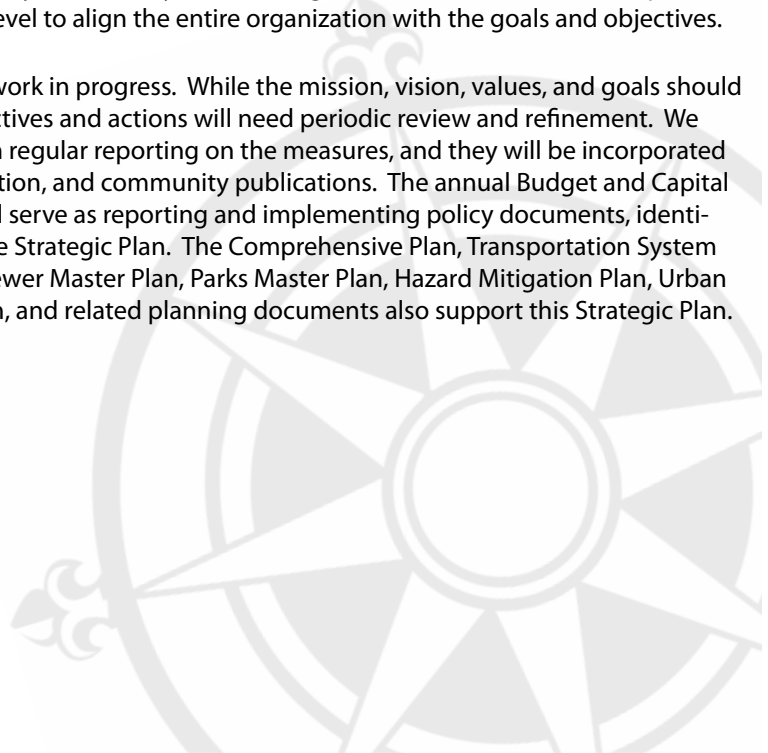 evel to align the entire organization with the goals and objectives.
work in progress. While the mission, vision, values, and goals should
ctives and actions will need periodic review and refinement. We
regular reporting on the measures, and they will be incorporated
tion, and community publications. The annual Budget and Capital
serve as reporting and implementing policy documents, identi-
e Strategic Plan. The Comprehensive Plan, Transportation System
ewer Master Plan, Parks Master Plan, Hazard Mitigation Plan, Urban
, and related planning documents also support this Strategic Plan.